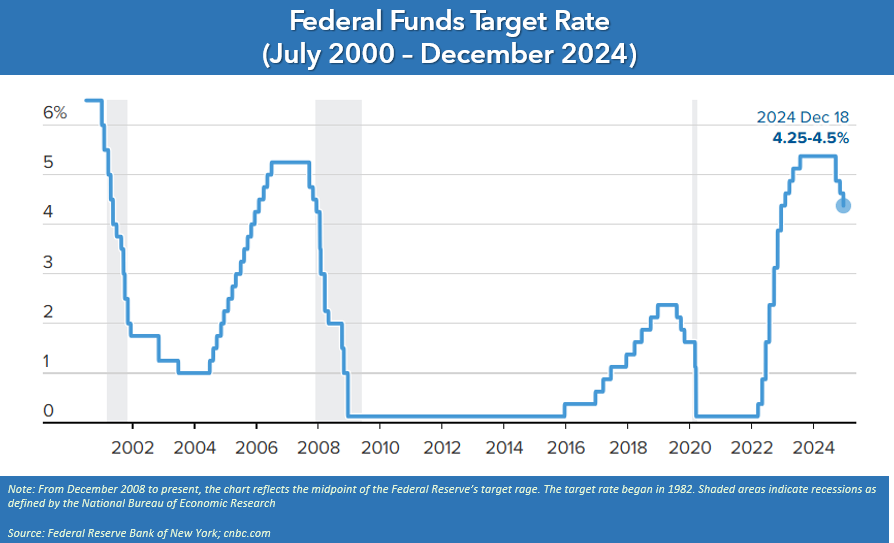 Federal Funds Target Rate
(July 2000 – December 2024)
6%
2024 Dec 18
4.25-4.5%
5
4
3
2
1
0
2002 2004 2006 2008 2010 2012 2014 2016 2018 2020 2022 2024
Note: From December 2008 to present, the chart reflects the midpoint of the Federal Reserve's target rage. The target rate began in 1982. Shaded areas indicate recessions as
defined by the National Bureau of Economic Research
Source: Federal Reserve Bank of New York; cnbc.com